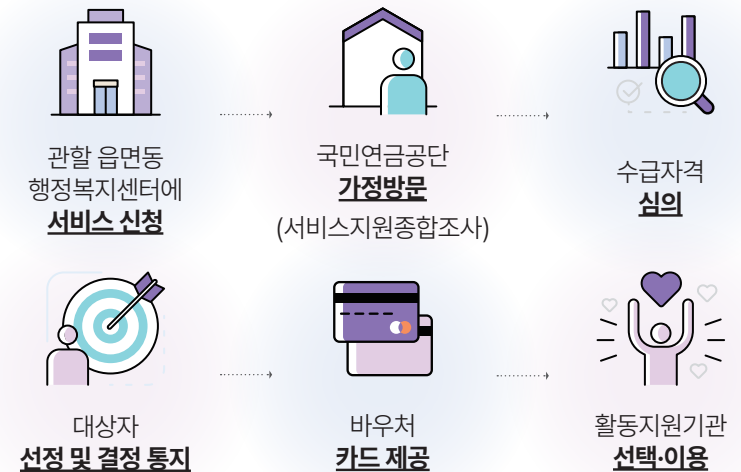 관할 읍면동
행정복지센터에
서비스 신청
국민연금공단
가정방문
(서비스지원종합조사)
수급자격
심의
대상자
선정 및 결정 통지
바우처
카드 제공
활동지원기관
선택·이용